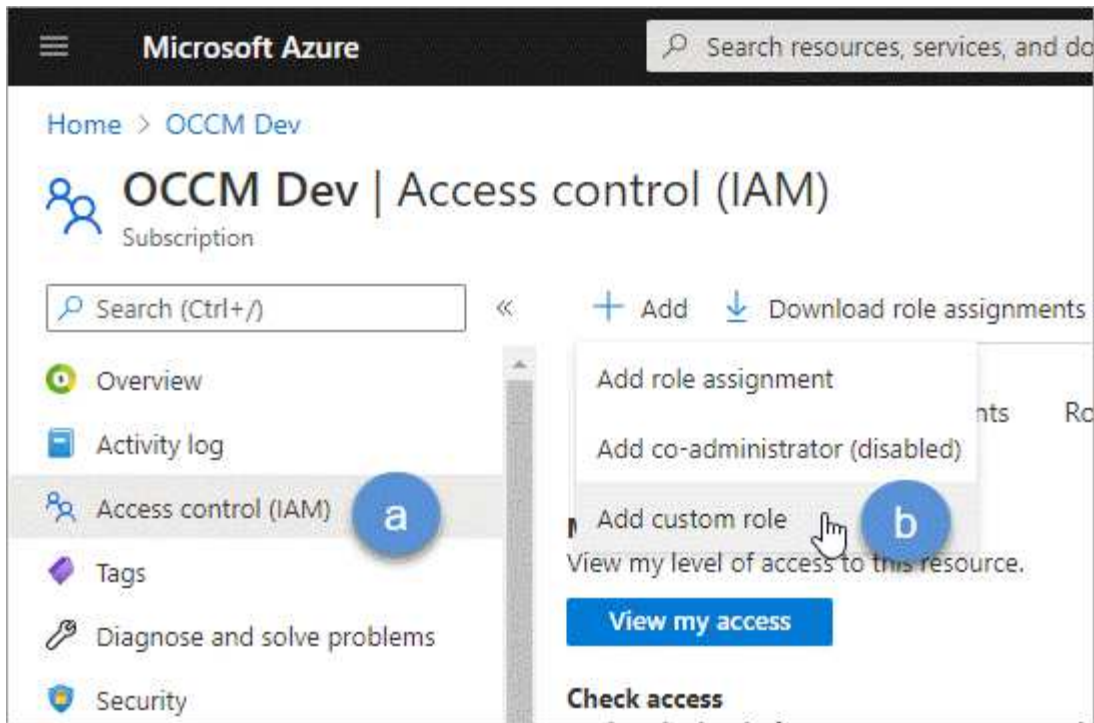 Microsoft Azure
Search resources, services, and do
Home > OCCM Dev
OCCM Dev | Access control (IAM)
Subscription
Search (Ctrl+/)
«
+ Add
Download role assignments
Overview
Activity log
Access control (IAM)
a
Tags
Diagnose and solve problems
Security
Add role assignment
Add co-administrator (disabled)
Add custom role
b
View my level of access to this resource.
View my access
Check access